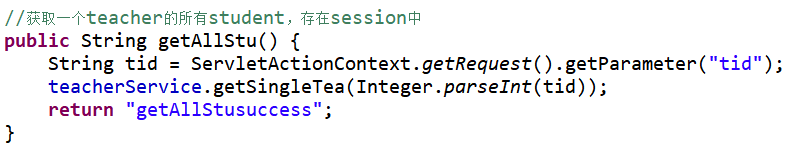 //获取一个teacher的所有student，存在session中
public String getAllStu() {
    String tid = ServletActionContext.getRequest().getParameter("tid");
    teacherService.getSingleTea(Integer.parseInt(tid));
    return "getAllStusuccess";
}